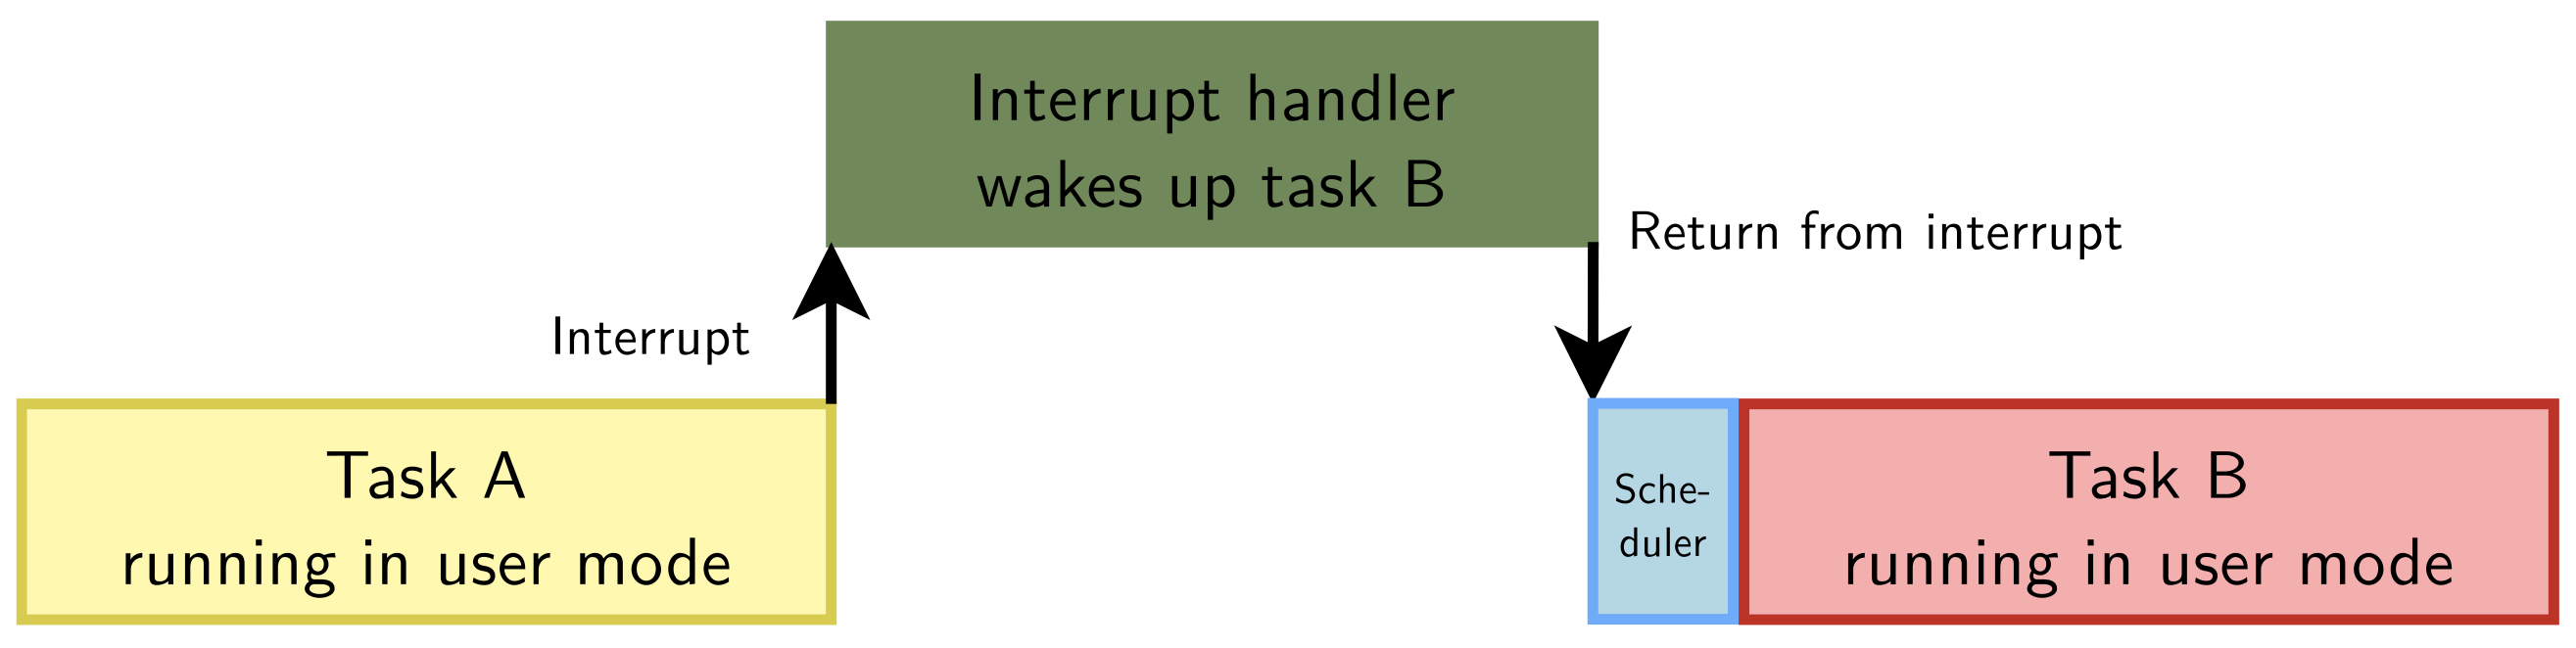 Interrupt handler
wakes up task B
Return from interrupt
Interrupt
Task A
running in user mode
Sche-
duler
Task B
running in user mode